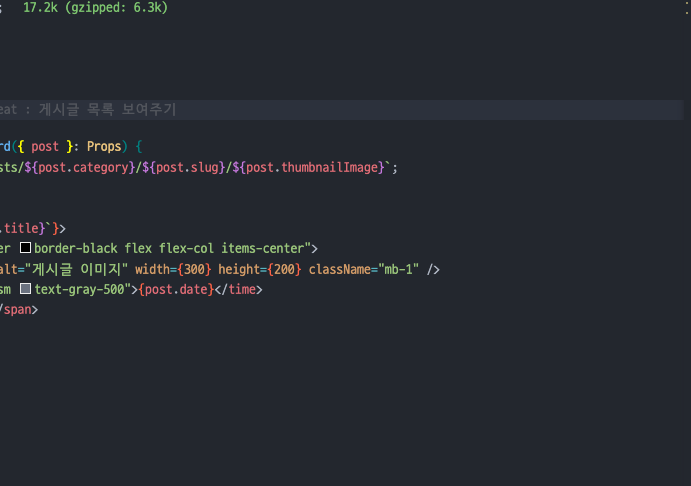 ; 17.2k (gzipped: 6.3k)
eat : 게시글 목록 보여주기
rd({ post }: Props) {
sts/${post.category}/${post.slug}/${post.thumbnailImage}`;
.title}`}>
er border-black flex flex-col items-center">
alt="게시글 이미지" width={300} height={200} className="mb-1" />
sm text-gray-500">{post.date}</time>
/span>